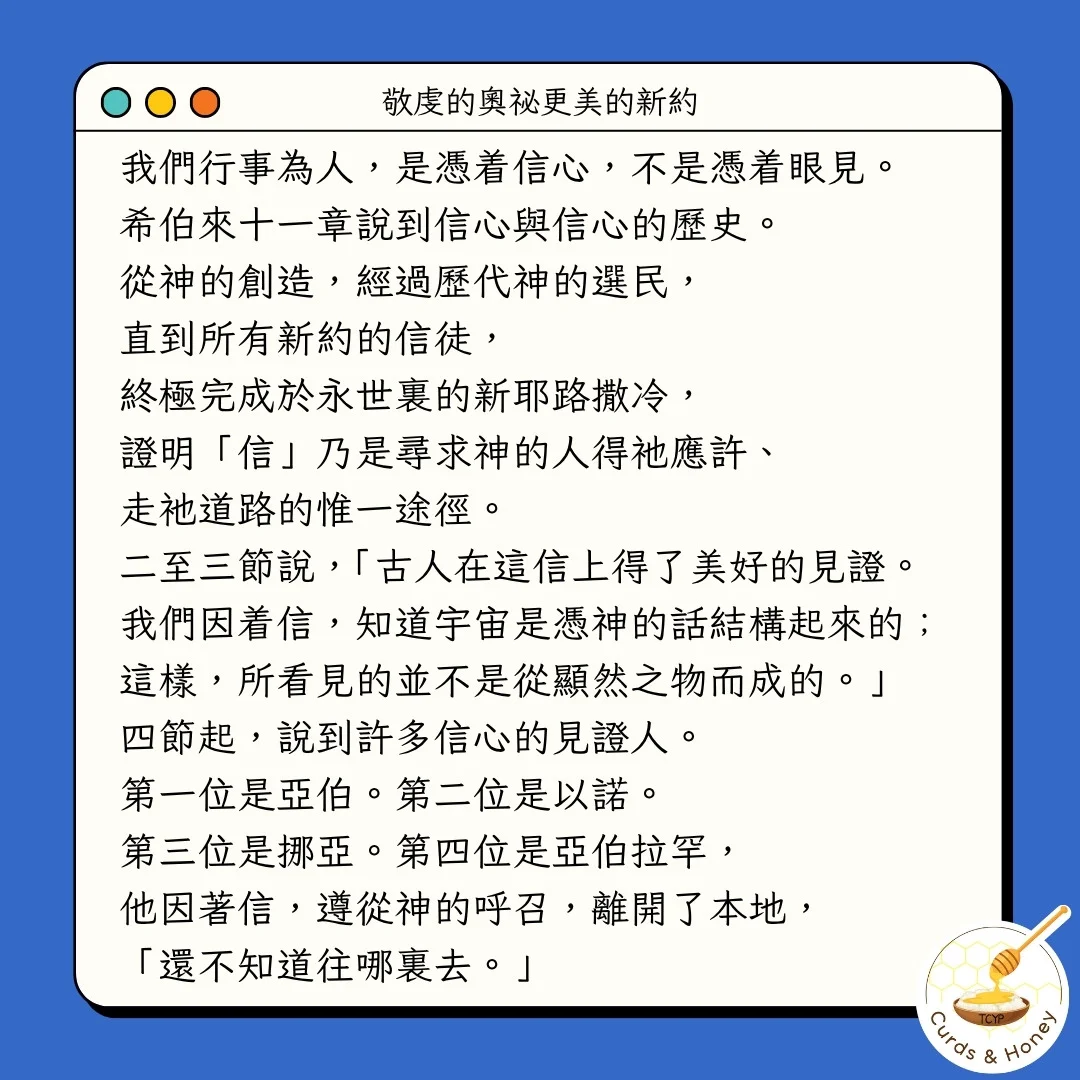 敬虔的奧祕更美的新約
我們行事為人，是憑着信心，不是憑着眼見。
希伯來十一章說到信心與信心的歷史。
從神的創造，經過歷代神的選民，
直到所有新約的信徒，
終極完成於永世裏的新耶路撒冷，
證明「信」乃是尋求神的人得祂應許、
走祂道路的惟一途徑。
二至三節說，「古人在這信上得了美好的見證。
我們因着信，知道宇宙是憑神的話結構起來的；
這樣，所看見的並不是從顯然之物而成的。」
四節起，說到許多信心的見證人。
第一位是亞伯。第二位是以諾。
第三位是挪亞。第四位是亞伯拉罕，
他因著信，遵從神的呼召，離開了本地，
「還不知道往哪裏去。」
TCYP
Curds & Honey